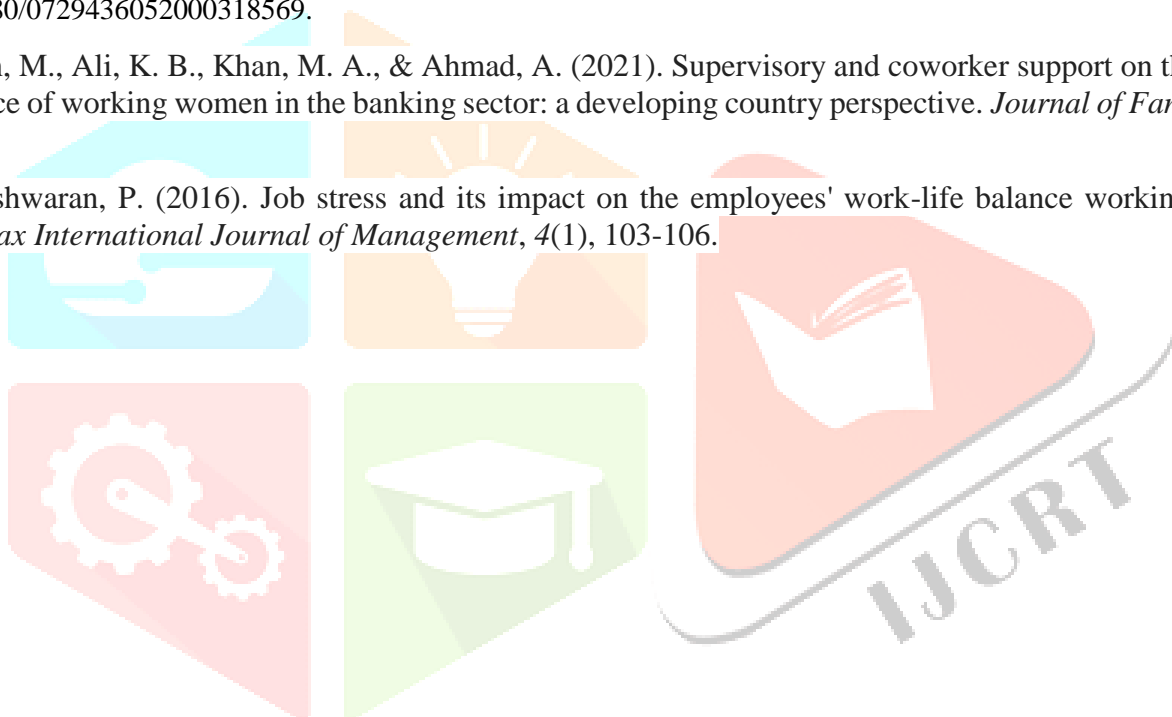 80/0729436052000318569.
n, M., Ali, K. B., Khan, M. A., & Ahmad, A. (2021). Supervisory and coworker support on th
ce of working women in the banking sector: a developing country perspective. Journal of Fam
shwaran, P. (2016). Job stress and its impact on the employees' work-life balance workin
ax International Journal of Management, 4(1), 103-106.
IJCRT